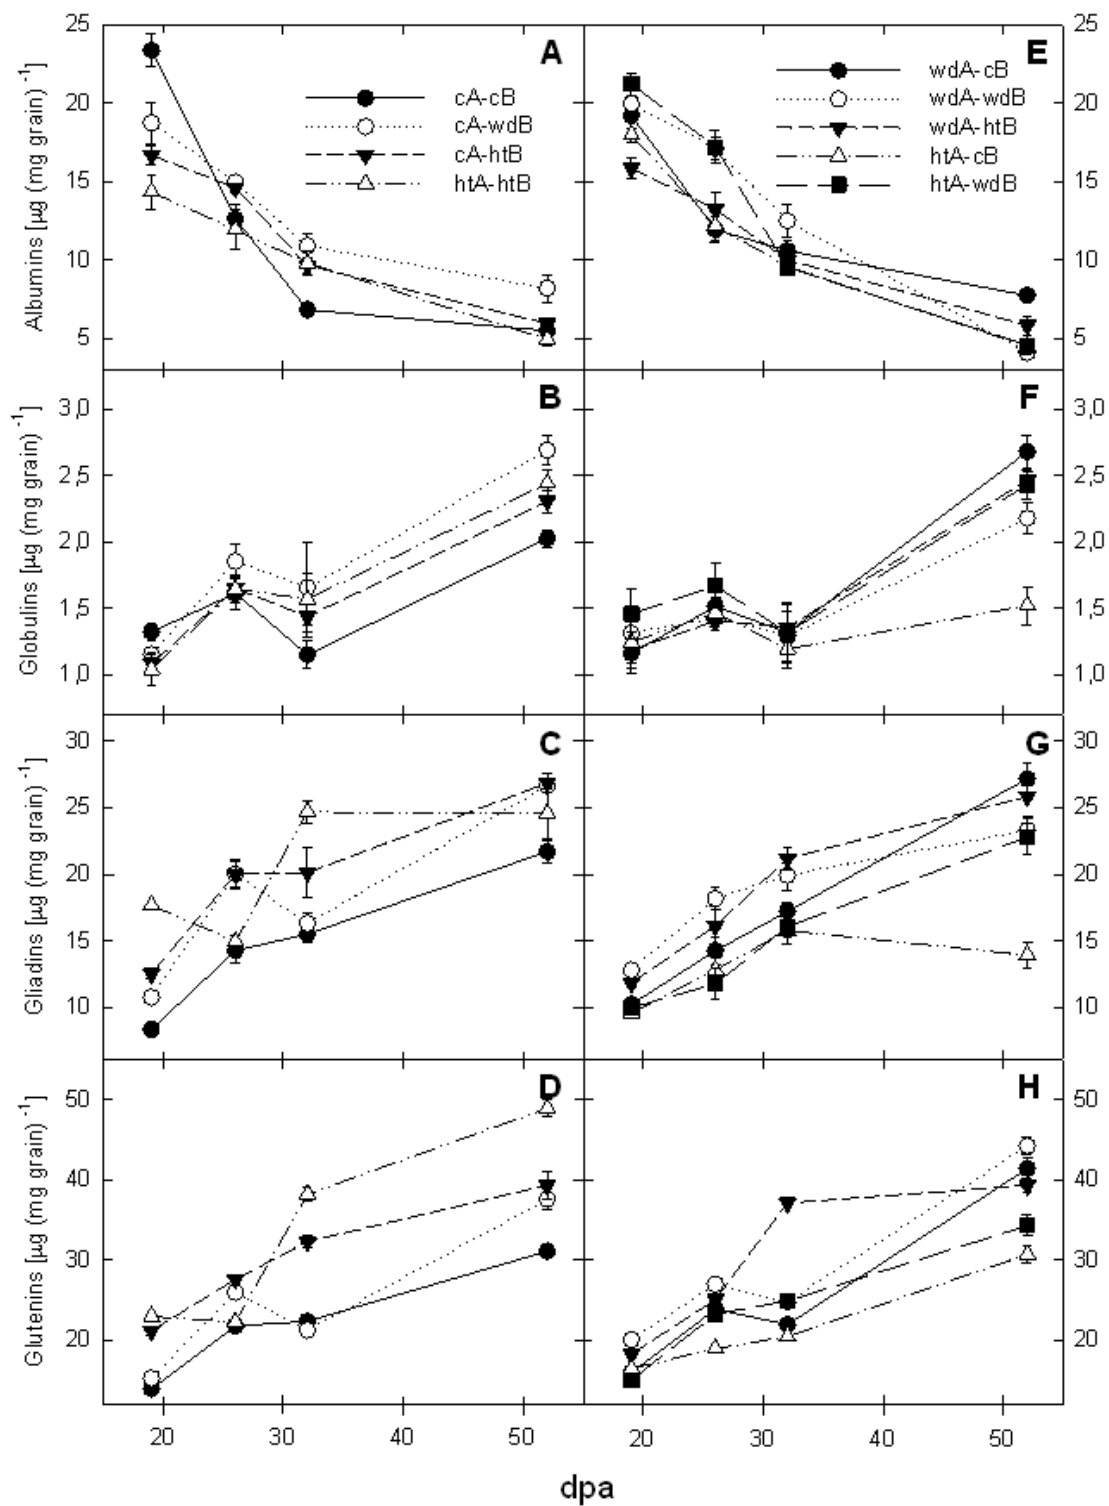 25 A E 25
cA-cB wdA-cB
20 cA-wdB wdA-wdB 20
cA-htB wdA-htB
15 htA-htB htA-cB 15
htA-wdB
Albumins [µg (mg grain) -1]
10 10
5 5
B F
3,0 3,0
Globulins [µg (mg grain) -1]
2.5 2.5
2,0 2,0
1.5 1.5
1,0 1,0
C G
30 30
Gliadins [µg (mg grain) -1]
25 25
20 20
15 15
10 10
D H
50 50
Glutenins [µg (mg grain) -1]
40 40
30 30
20 20
20 30 40 50 20 30 40 50
dpa